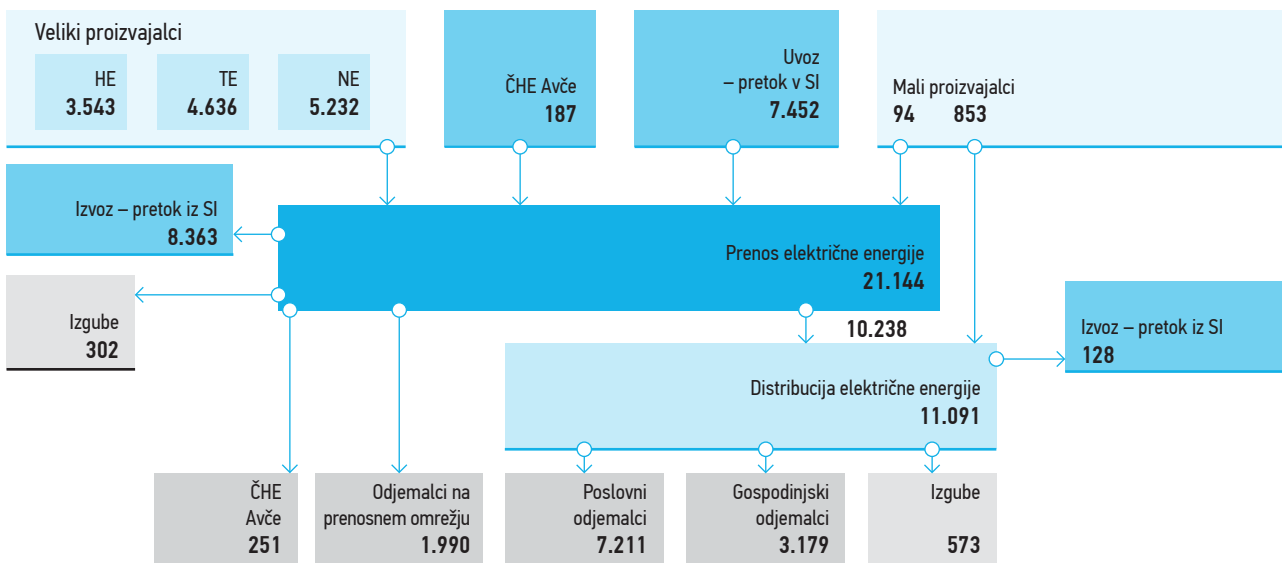 Veliki proizvajalci
HE
3.543
TE
4.636
NE
5.232
ČHE Avče
187
Uvoz
– pretok v SI
7.452
Mali proizvajalci
94 853
Izvoz – pretok iz SI
8.363
Prenos električne energije
21.144
Izgube
302
10.238
Izvoz – pretok iz SI
128
Distribucija električne energije
11.091
ČHE
Avče
251
Odjemalci na
prenosnem omrežju
1.990
Poslovni
odjemalci
7.211
Gospodinjski
odjemalci
3.179
Izgube
573